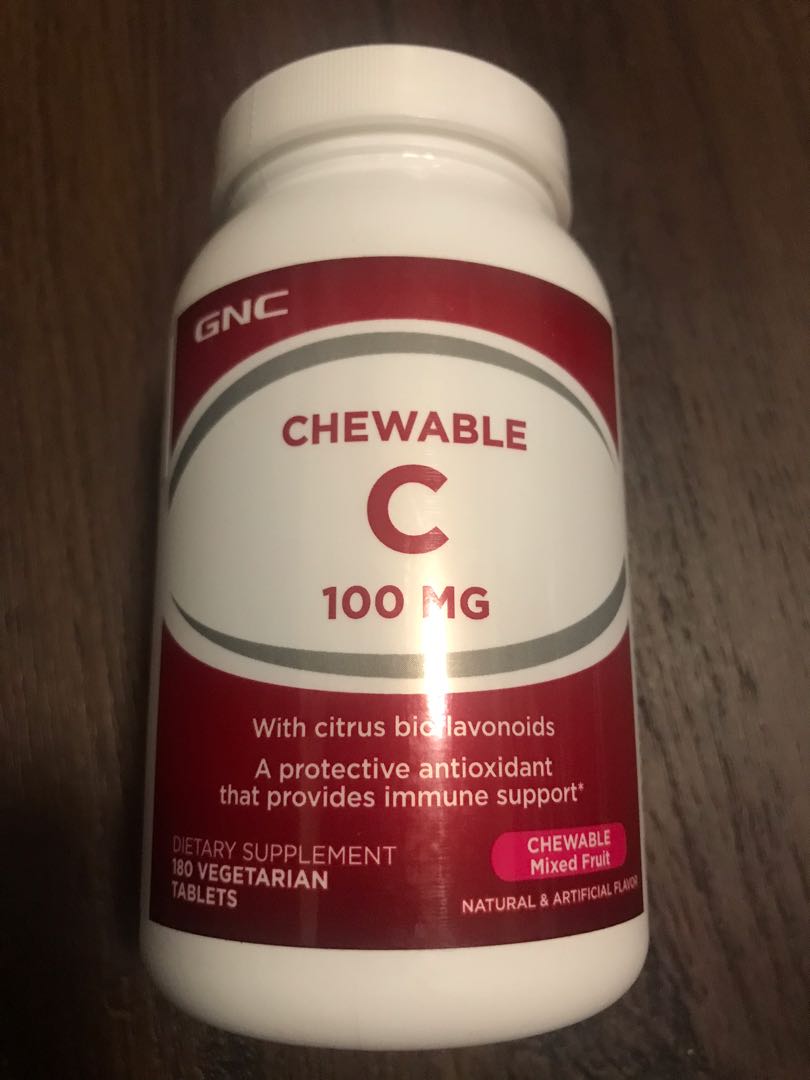 GNC
CHEWABLE
C
100 MG
With citrus bioflavonoids
A protective antioxidant
that provides immune support*
DIETARY SUPPLEMENT
180 VEGETARIAN
TABLETS
CHEWABLE
Mixed Fruit
NATURAL & ARTIFICIAL FLAVOR